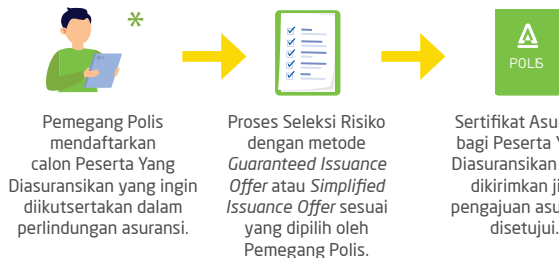 *
Pemegang Polis
mendaftarkan
calon Peserta Yang
Diasuransikan yang ingin
diikutsertakan dalam
perlindungan asuransi.
Proses Seleksi Risiko
dengan metode
Guaranteed Issuance
Offer atau Simplified
Issuance Offer sesuai
yang dipilih oleh
Pemegang Polis.
POLIS
Sertifikat Asu
bagi Peserta Y
Diasuransikan
dikirimkan ji
pengajuan asu
disetujui.